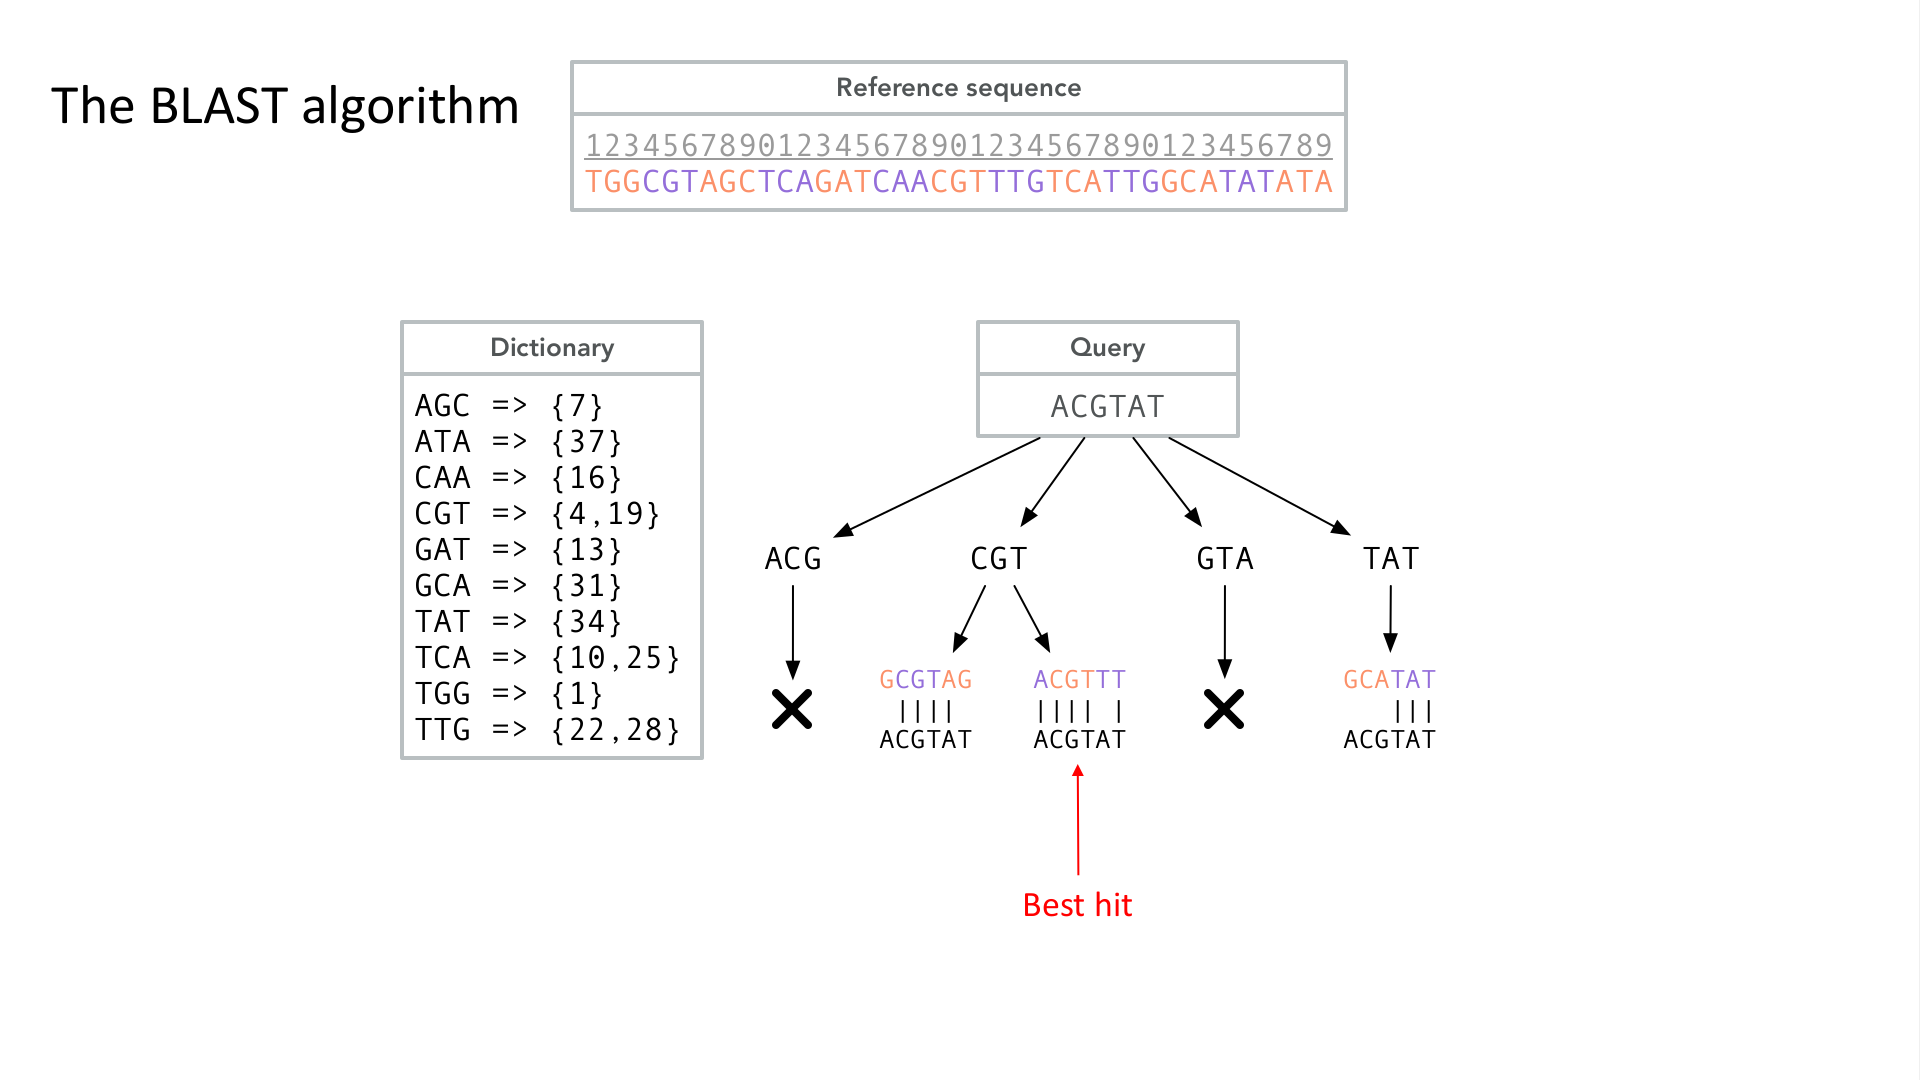 The BLAST algorithm
Reference sequence
123456789012345678901234567890123456789
TGGCGTAGCTCAGATCAACGTTTGTCATTGGCATATATA
Dictionary
AGC => {7}
ATA => {37}
CAA => {16}
CGT => {4,19}
GAT => {13}
GCA => {31}
TAT => {34}
TCA => {10,25}
TGG => {1}
TTG => {22,28}
Query
ACGTAT
ACG CGT GTA TAT
GCGTAG ACGTTT GCATAT
|||| |||| | |||
ACGTAT ACGTAT ACGTAT
Best hit